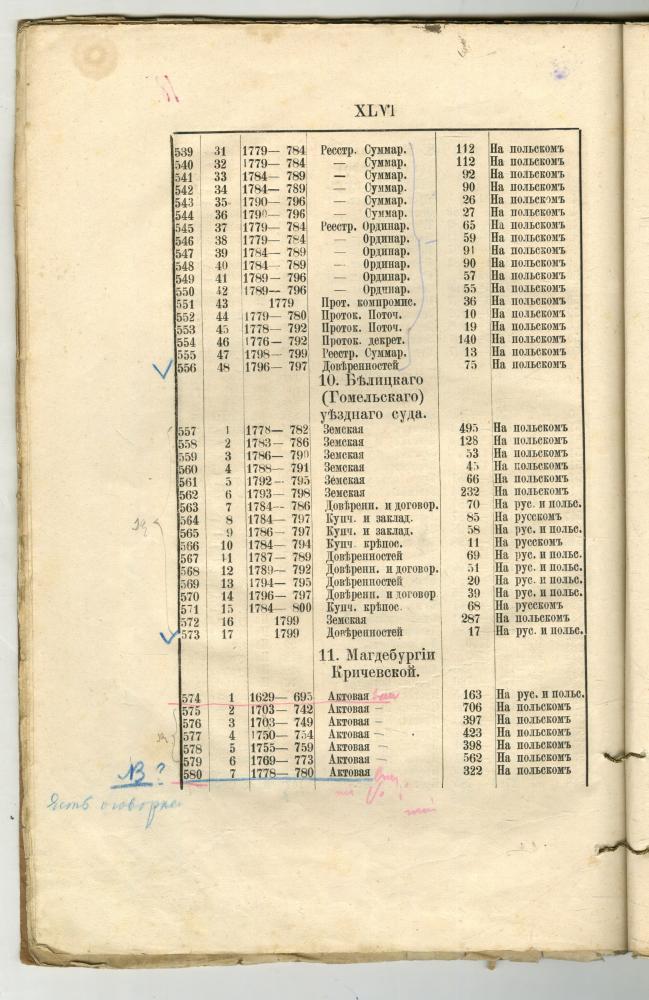 XLVI
539 31 1779— 784 Реестр. Суммар. 112 На польскомъ
540 32 1779— 784 — Суммар. 112 На польскомъ
541 33 1784— 789 — Суммар. 92 На польскомъ
542 34 1784— 789 — Суммар. 90 На польскомъ
543 35 1790— 796 — Суммар. 26 На польскомъ
544 36 1790— 796 — Суммар. 27 На польскомъ
545 37 1779— 784 Реестр. Ординар. 65 На польскомъ
546 38 1779— 784 — Ординар. 59 На польскомъ
547 39 1784— 789 — Ординар. 91 На польскомъ
548 40 1784— 789 — Ординар. 90 На польскомъ
549 41 1789— 796 — Ординар. 57 На польскомъ
550 42 1789— 796 — Ординар. 55 На польскомъ
551 43 1779 Прот. компромис. 36 На польскомъ
552 44 1779— 780 Проток. Поточ. 10 На польскомъ
553 45 1778— 792 Проток. Поточ. 19 На польскомъ
554 46 1776— 792 Проток. декрет. 140 На польскомъ
555 47 1798— 799 Реестр. Суммар. 13 На польскомъ
556 48 1796— 797 Довѣренностей 75 На польскомъ
10. Бѣлицкаго
(Гомельскаго)
уѣзднаго суда.
557 1 1778— 782 Земская 495 На польскомъ
558 2 1783— 786 Земская 128 На польскомъ
559 3 1786— 790 Земская 53 На польскомъ
560 4 1788— 791 Земская 45 На польскомъ
561 5 1792— 795 Земская 66 На польскомъ
562 6 1793— 798 Земская 232 На польскомъ
563 7 1784— 786 Довѣренн. и договор. 70 На рус. и польс.
564 8 1784— 797 Купч. и заклад. 85 На русскомъ
565 9 1786— 797 Купч. и заклад. 58 На рус. и польс.
566 10 1784— 794 Купч. крѣпос. 11 На русскомъ
567 11 1787— 789 Довѣренностей 69 На рус. и польс.
568 12 1789— 792 Довѣренн. и договор. 51 На рус. и польс.
569 13 1794— 795 Довѣренностей 20 На рус. и польс.
570 14 1796— 797 Довѣренн. и договор 39 На рус. и польс.
571 15 1784— 800 Купч. крѣпос. 68 На русскомъ
572 16 1799 Земская 287 На польскомъ
573 17 1799 Довѣренностей 17 На рус. и польс.
11. Магдебургіи
Кричевской.
574 1 1629— 695 Актовая 163 На рус. и польс.
575 2 1703— 742 Актовая — 706 На польскомъ
576 3 1703— 749 Актовая — 397 На польскомъ
577 4 1750— 754 Актовая — 423 На польскомъ
578 5 1755— 759 Актовая — 398 На польскомъ
579 6 1769— 773 Актовая — 562 На польскомъ
580 7 1778— 780 Актовая 322 На польскомъ
NB ?
Есть оговорка